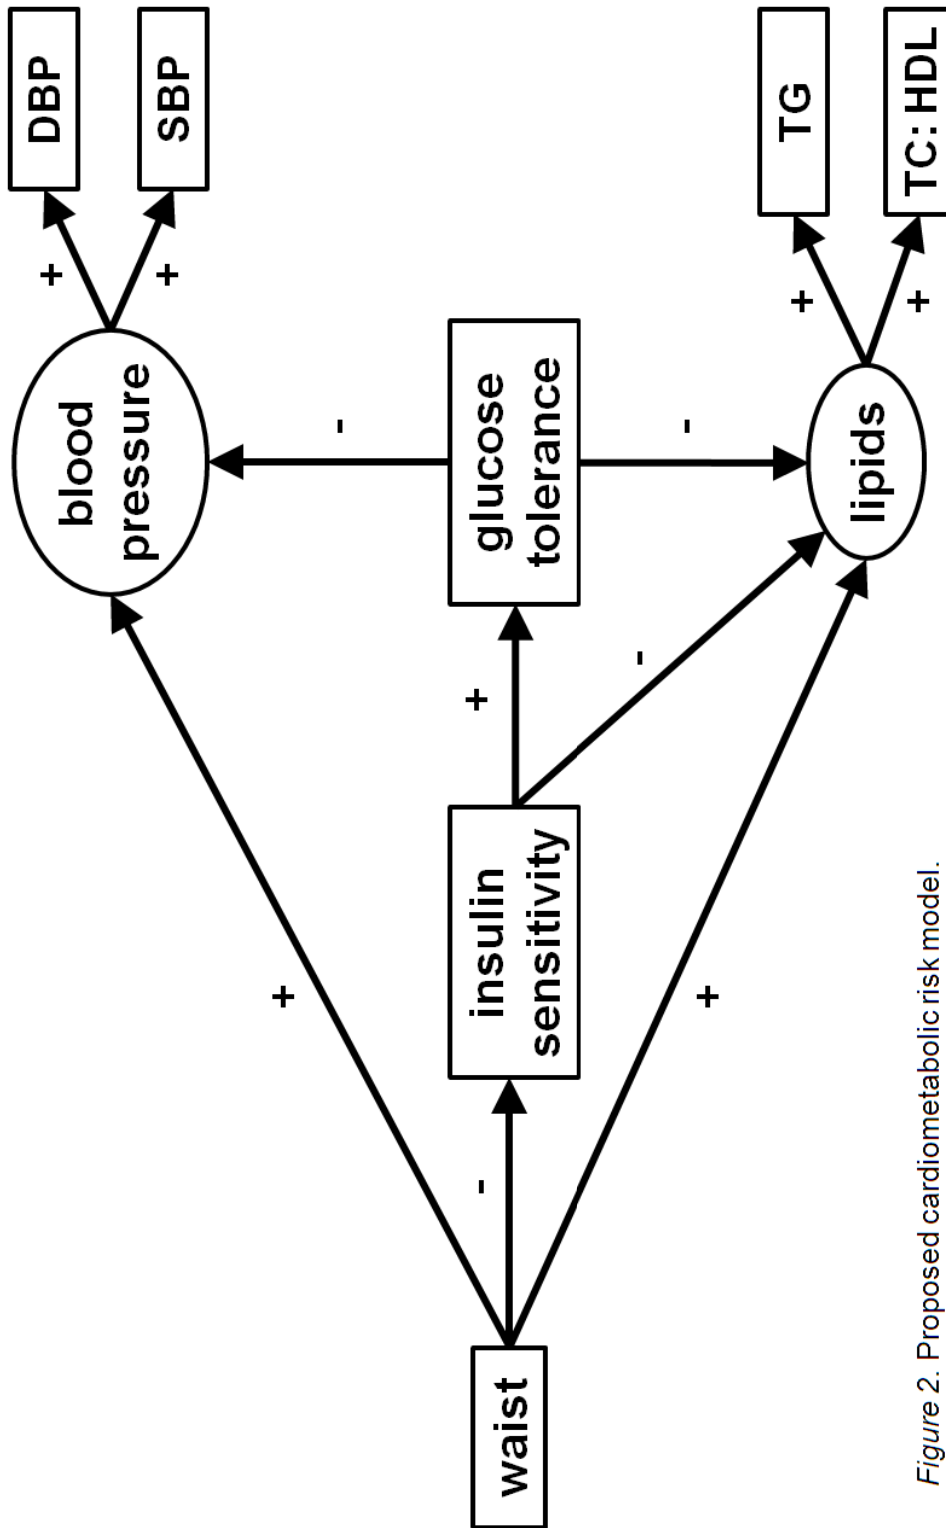 DBP
+
SBP
+
blood
pressure
+
-
waist
-
insulin
sensitivity
+
glucose
tolerance
-
-
+
lipids
+
TG
+
TC: HDL
Figure 2. Proposed cardiometabolic risk model.